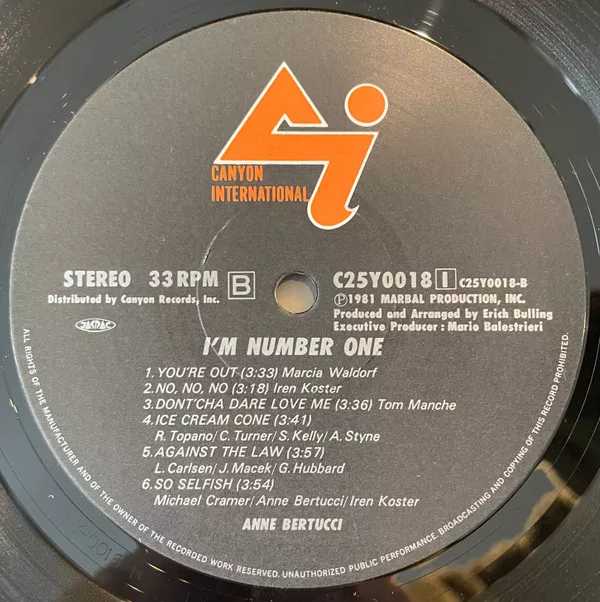 CANYON
INTERNATIONAL
STEREO 33 RPM B
Distributed by Canyon Records, Inc.
JASRAC
C25Y0018 I C25Y0018-B
Ⓟ1981 MARBAL PRODUCTION, INC.
Produced and Arranged by Erich Bulling
Executive Producer : Mario Balestrieri
I'M NUMBER ONE
1. YOU'RE OUT (3:33) Marcia Waldorf
2. NO, NO, NO (3:18) Iren Koster
3. DONT'CHA DARE LOVE ME (3:36) Tom Manche
4. ICE CREAM CONE (3:41)
R. Topano/ C. Turner/ S. Kelly/ A. Styne
5. AGAINST THE LAW (3:57)
L. Carlsen/ J. Macek/ G. Hubbard
6. SO SELFISH (3:54)
Michael Cramer/ Anne Bertucci/ Iren Koster
ANNE BERTUCCI
ALL RIGHTS OF THE MANUFACTURER AND OF THE OWNER OF THE RECORDED WORK RESERVED. UNAUTHORIZED PUBLIC PERFORMANCE, BROADCASTING AND COPYING OF THIS RECORD PROHIBITED.